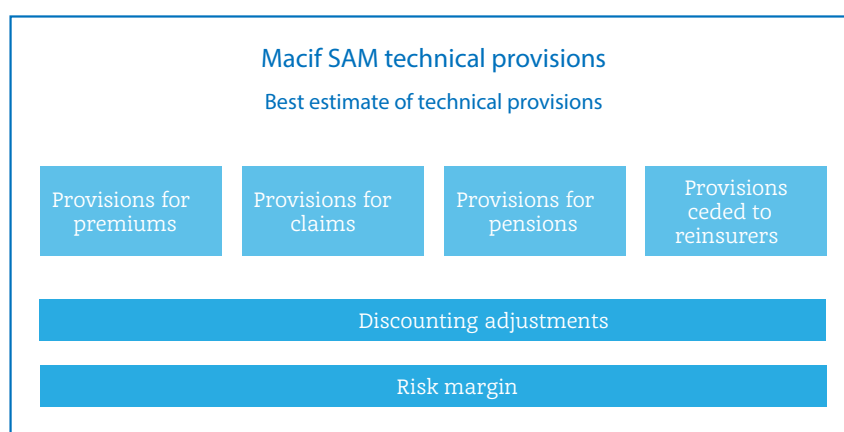 Macif SAM technical provisions
Best estimate of technical provisions
Provisions for
premiums
Provisions for
claims
Provisions for
pensions
Provisions
ceded to
reinsurers
Discounting adjustments
Risk margin